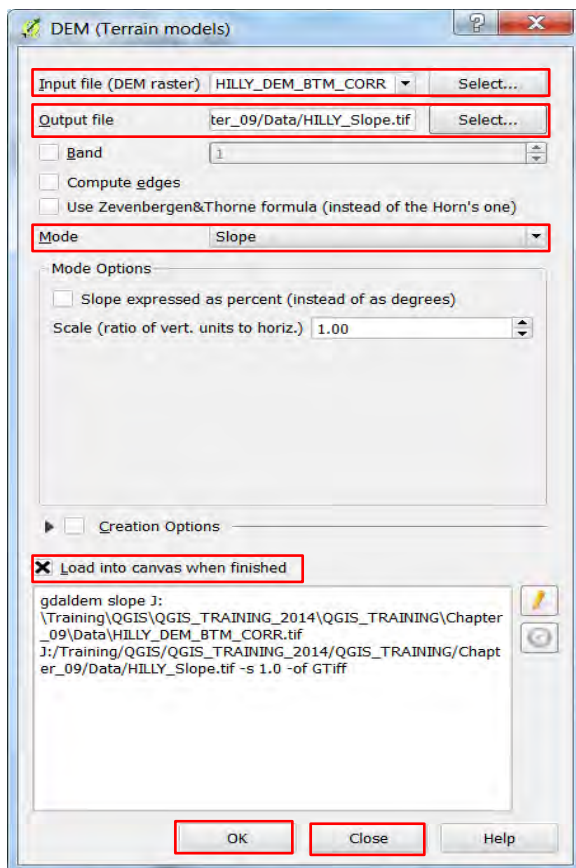 DEM (Terrain models)
Input file (DEM raster) HILLY_DEM_BTM_CORR Select...
Output file ter_09/Data/HILLY_Slope.tif Select...
Band 1
Compute edges
Use Zevenbergen&Thorne formula (instead of the Horn's one)
Mode Slope
Mode Options
Slope expressed as percent (instead of as degrees)
Scale (ratio of vert. units to horiz.) 1.00
Creation Options
Load into canvas when finished
gdaldem slope J:
\Training\QGIS\QGIS_TRAINING_2014\QGIS_TRAINING\Chapter
_09\Data\HILLY_DEM_BTM_CORR.tif
J:/Training/QGIS/QGIS_TRAINING_2014/QGIS_TRAINING/Chapt
er_09/Data/HILLY_Slope.tif -s 1.0 -of GTiff
OK Close Help